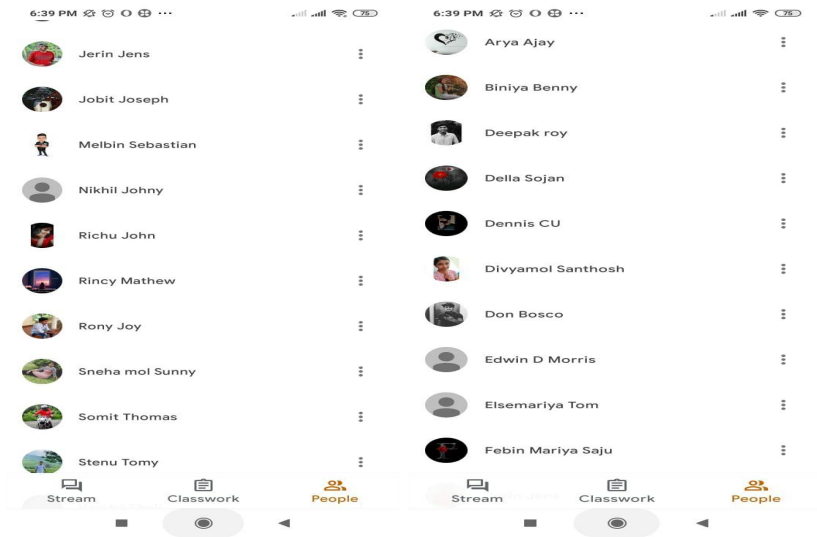 6:39 PM
75
Jerin Jens
Jobit Joseph
Melbin Sebastian
Nikhil Johny
Richu John
Rincy Mathew
Rony Joy
Sneha mol Sunny
Somit Thomas
Stenu Tomy
Stream
Classwork
People
6:39 PM
75
Arya Ajay
Biniya Benny
Deepak roy
Della Sojan
Dennis CU
Divyamol Santhosh
Don Bosco
Edwin D Morris
Elsemariya Tom
Febin Mariya Saju
Stream
Classwork
People